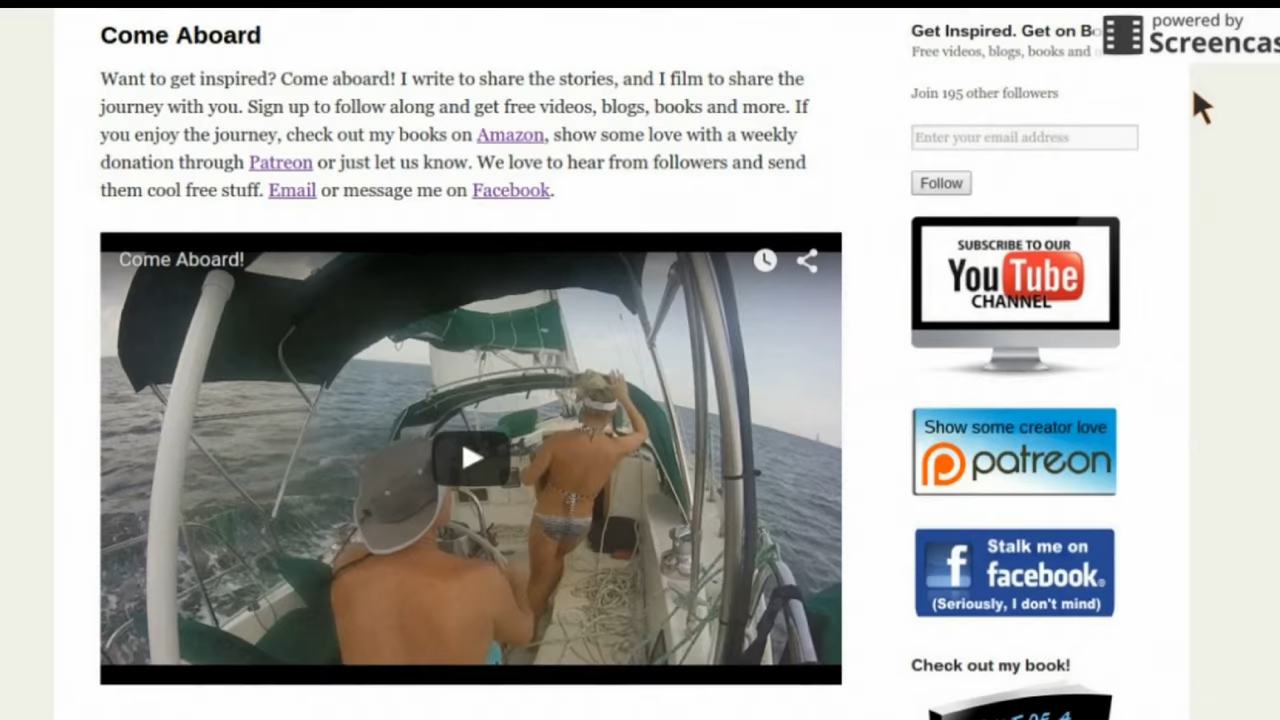 Come Aboard
Want to get inspired? Come aboard! I write to share the stories, and I film to share the
journey with you. Sign up to follow along and get free videos, blogs, books and more. If
you enjoy the journey, check out my books on Amazon, show some love with a weekly
donation through Patreon or just let us know. We love to hear from followers and send
them cool free stuff. Email or message me on Facebook.
Come Aboard!
Get Inspired. Get on Bo
Free videos, blogs, books and
powered by
Screencas
Join 195 other followers
Enter your email address
Follow
SUBSCRIBE TO OUR
YouTube
CHANNEL
Show some creator love
patreon
Stalk me on
facebook.
(Seriously, I don't mind)
Check out my book!
OF A